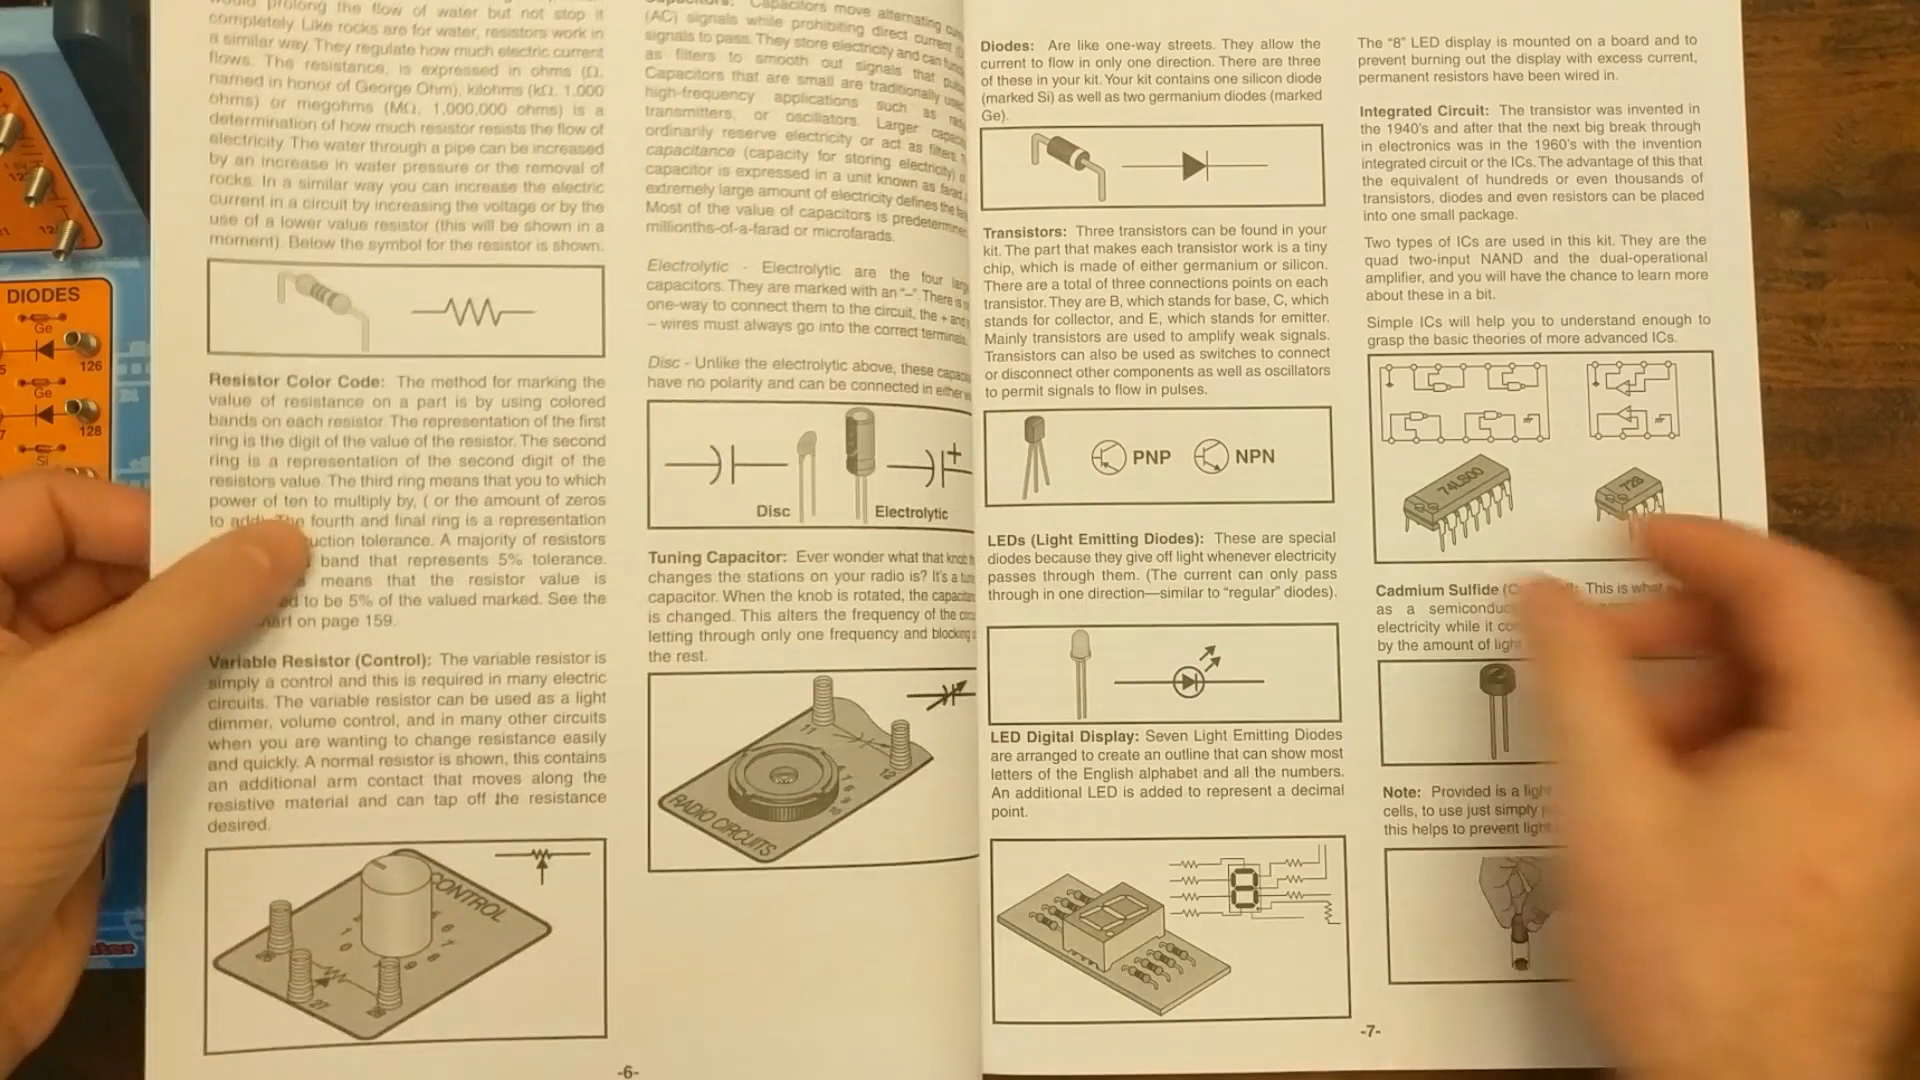 would prolong the flow of water but not stop it
completely. Like rocks are for water, resistors work in
a similar way. They regulate how much electric current
flows. The resistance, is expressed in ohms (Ω,
named in honor of George Ohm), kilohms (kΩ, 1,000
ohms) or megohms (MΩ, 1,000,000 ohms) is a
determination of how much resistor resists the flow of
electricity. The water through a pipe can be increased
by an increase in water pressure or the removal of
rocks. In a similar way you can increase the electric
current in a circuit by increasing the voltage or by the
use of a lower value resistor (this will be shown in a
moment). Below the symbol for the resistor is shown.
Resistor Color Code: The method for marking the
value of resistance on a part is by using colored
bands on each resistor. The representation of the first
ring is the digit of the value of the resistor. The second
ring is a representation of the second digit of the
resistors value. The third ring means that you to which
power of ten to multiply by, ( or the amount of zeros
to add). The fourth and final ring is a representation
tolerance. A majority of resistors
band that represents 5% tolerance.
means that the resistor value is
to be 5% of the valued marked. See the
on page 159.
Variable Resistor (Control): The variable resistor is
simply a control and this is required in many electric
circuits. The variable resistor can be used as a light
dimmer, volume control, and in many other circuits
when you are wanting to change resistance easily
and quickly. A normal resistor is shown, this contains
an additional arm contact that moves along the
resistive material and can tap off the resistance
desired.
CONTROL
27
-6-
Capacitors move alternating
(AC) signals while prohibiting direct current
signals to pass. They store electricity and can
as filters to smooth out signals that
Capacitors that are small are traditionally used
high-frequency applications such as
transmitters, or oscillators. Larger
ordinarily reserve electricity or act as filters.
capacitance (capacity for storing electricity)
capacitor is expressed in a unit known as farad.
extremely large amount of electricity defines the
Most of the value of capacitors is
millionths-of-a-farad or microfarads.
Electrolytic - Electrolytic are the four
capacitors. They are marked with an "–". There is
one-way to connect them to the circuit, the + and
– wires must always go into the correct terminals.
Disc - Unlike the electrolytic above, these
have no polarity and can be connected in
Disc
Electrolytic
Tuning Capacitor: Ever wonder what that knob
changes the stations on your radio is? It's a
capacitor. When the knob is rotated, the
is changed. This alters the frequency of the
letting through only one frequency and blocking
the rest.
11
12
RADIO CIRCUITS
Diodes: Are like one-way streets. They allow the
current to flow in only one direction. There are three
of these in your kit. Your kit contains one silicon diode
(marked Si) as well as two germanium diodes (marked
Ge).
Transistors: Three transistors can be found in your
kit. The part that makes each transistor work is a tiny
chip, which is made of either germanium or silicon.
There are a total of three connections points on each
transistor. They are B, which stands for base, C, which
stands for collector, and E, which stands for emitter.
Mainly transistors are used to amplify weak signals.
Transistors can also be used as switches to connect
or disconnect other components as well as oscillators
to permit signals to flow in pulses.
PNP
NPN
LEDs (Light Emitting Diodes): These are special
diodes because they give off light whenever electricity
passes through them. (The current can only pass
through in one direction—similar to "regular" diodes).
LED Digital Display: Seven Light Emitting Diodes
are arranged to create an outline that can show most
letters of the English alphabet and all the numbers.
An additional LED is added to represent a decimal
point.
The "8" LED display is mounted on a board and to
prevent burning out the display with excess current,
permanent resistors have been wired in.
Integrated Circuit: The transistor was invented in
the 1940's and after that the next big break through
in electronics was in the 1960's with the invention
integrated circuit or the ICs. The advantage of this that
the equivalent of hundreds or even thousands of
transistors, diodes and even resistors can be placed
into one small package.
Two types of ICs are used in this kit. They are the
quad two-input NAND and the dual-operational
amplifier, and you will have the chance to learn more
about these in a bit.
Simple ICs will help you to understand enough to
grasp the basic theories of more advanced ICs.
74LS00
728
Cadmium Sulfide This is what
as a
electricity while it
by the amount of light
Note: Provided is a
cells, to use just simply
this helps to prevent light
-7-
DIODES
Ge
126
Ge
128
Si